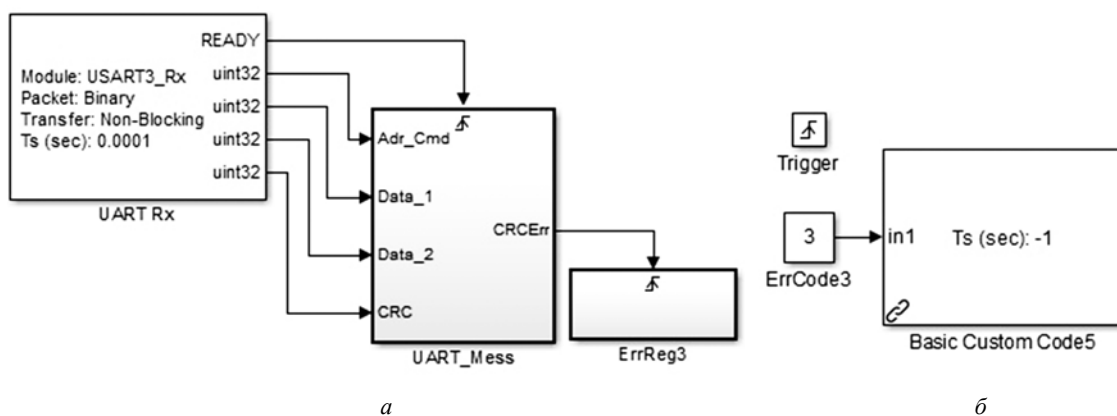 READY
Module: USART3_Rx
Packet: Binary
Transfer: Non-Blocking
Ts (sec): 0.0001
uint32
uint32
uint32
uint32
UART Rx
Adr_Cmd
Data_1
Data_2
CRC
CRCErr
UART_Mess
ErrReg3
Trigger
3
ErrCode3
in1
Ts (sec): -1
Basic Custom Code5
а
б